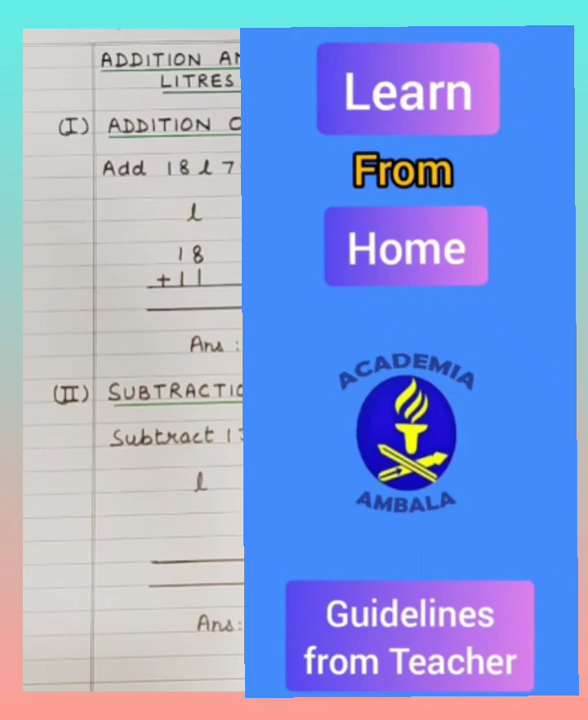 ADDITION
LITRES
(I) ADDITION
Add 18 l 7
l
18
+11
Ans :
(II) SUBTRACTIO
Subtract 1
l
Ans:
Learn
From
Home
ACADEMIA
AMBALA
Guidelines
from Teacher